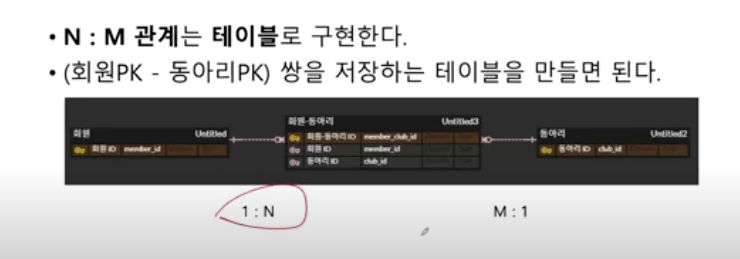 • N : M 관계는 테이블로 구현한다.
• (회원PK - 동아리PK) 쌍을 저장하는 테이블을 만들면 된다.
회원 Untitled
회원 ID member_id
회원-동아리 Untitled3
회원-동아리 ID member_club_id
회원 ID member_id
동아리 ID club_id
동아리 Untitled2
동아리 ID club_id
1 : N
M : 1